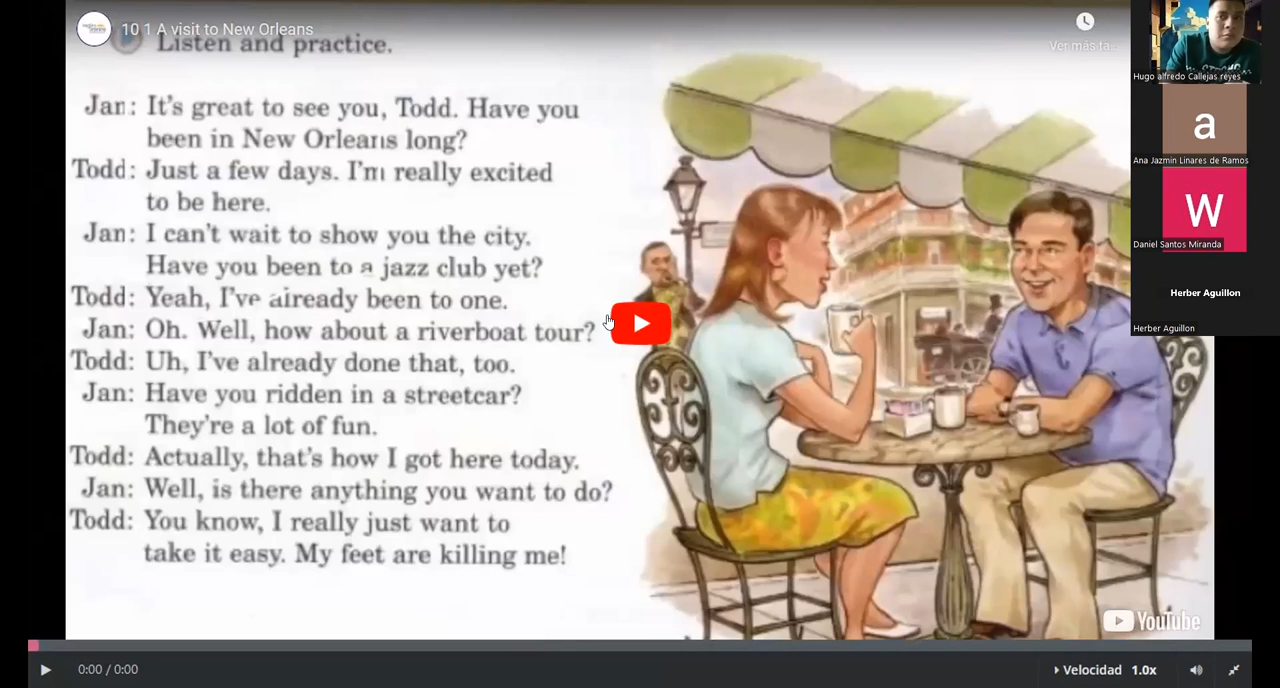 10 1 A visit to New Orleans
Listen and practice.
Ver más ta...
Jan: It's great to see you, Todd. Have you
been in New Orleans long?
Todd: Just a few days. I'm really excited
to be here.
Jan: I can't wait to show you the city.
Have you been to a jazz club yet?
Todd: Yeah, I've already been to one.
Jan: Oh. Well, how about a riverboat tour?
Todd: Uh, I've already done that, too.
Jan: Have you ridden in a streetcar?
They're a lot of fun.
Todd: Actually, that's how I got here today.
Jan: Well, is there anything you want to do?
Todd: You know, I really just want to
take it easy. My feet are killing me!
YouTube
0:00 / 0:00
Velocidad 1.0x
Hugo alfredo Callejas reyes
a
Ana Jazmin Linares de Ramos
W
Daniel Santos Miranda
Herber Aguillon
Herber Aguillon